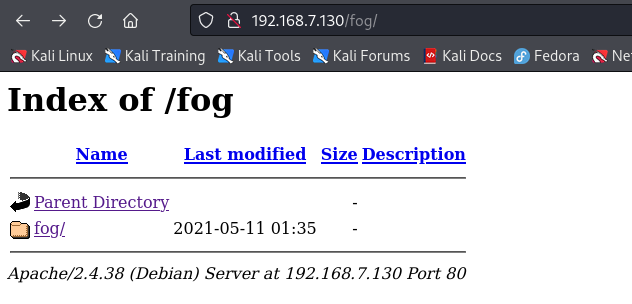 192.168.7.130/fog/
Kali Linux Kali Training Kali Tools Kali Forums Kali Docs Fedora Ne
Index of /fog
Name Last modified Size Description
Parent Directory -
fog/ 2021-05-11 01:35 -
Apache/2.4.38 (Debian) Server at 192.168.7.130 Port 80